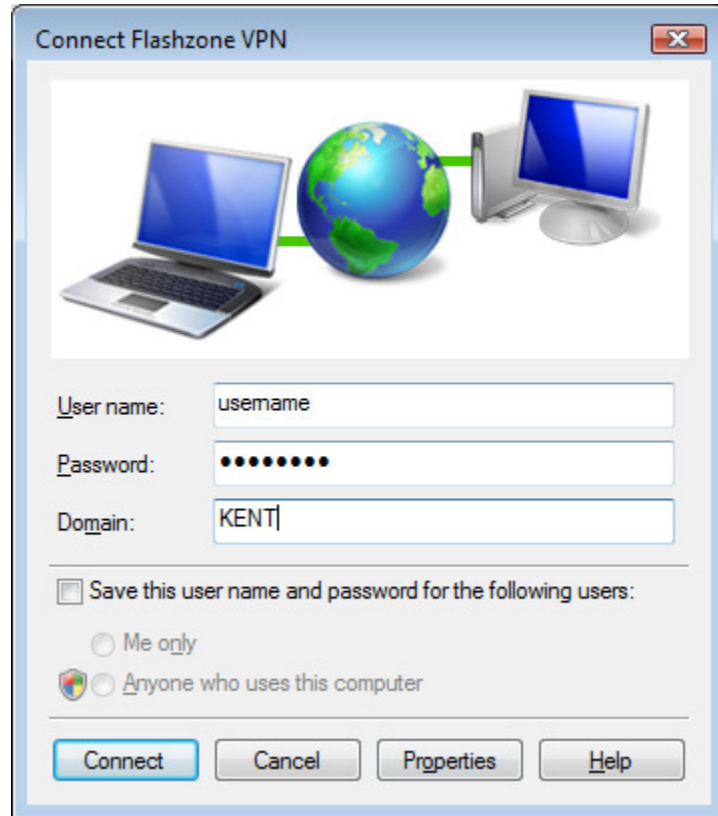 Connect Flashzone VPN
User name: username
Password: ••••••••
Domain: KENT
Save this user name and password for the following users:
Me only
Anyone who uses this computer
Connect Cancel Properties Help